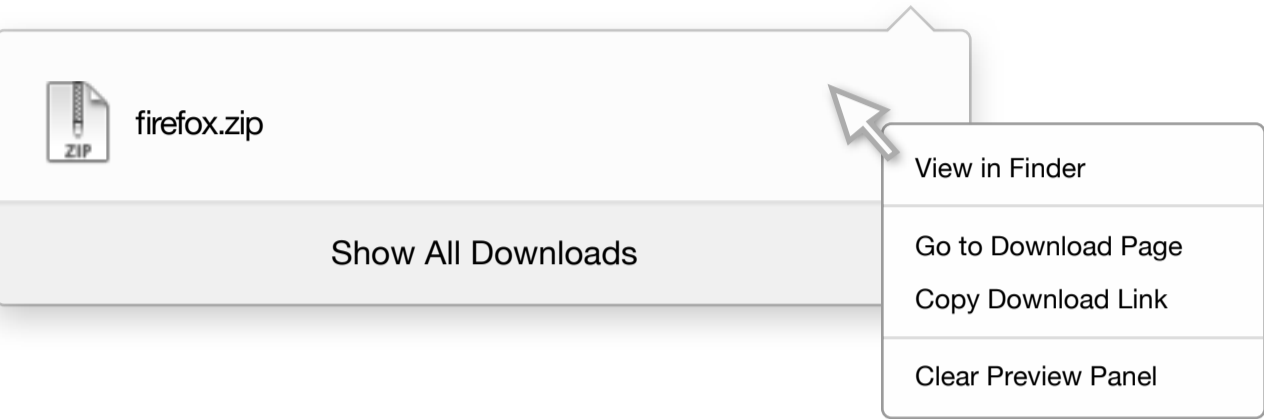 firefox.zip
ZIP
Show All Downloads
View in Finder
Go to Download Page
Copy Download Link
Clear Preview Panel